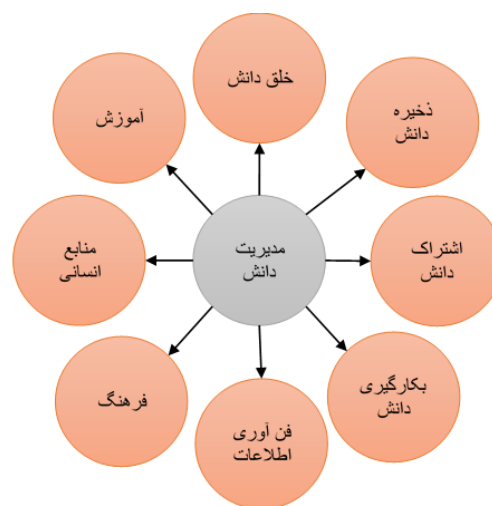 خلق دانش
ذخیره
دانش
آموزش
اشتراک
دانش
مدیریت
دانش
منابع
انسانی
بکارگیری
دانش
فرهنگ
فن آوری
اطلاعات